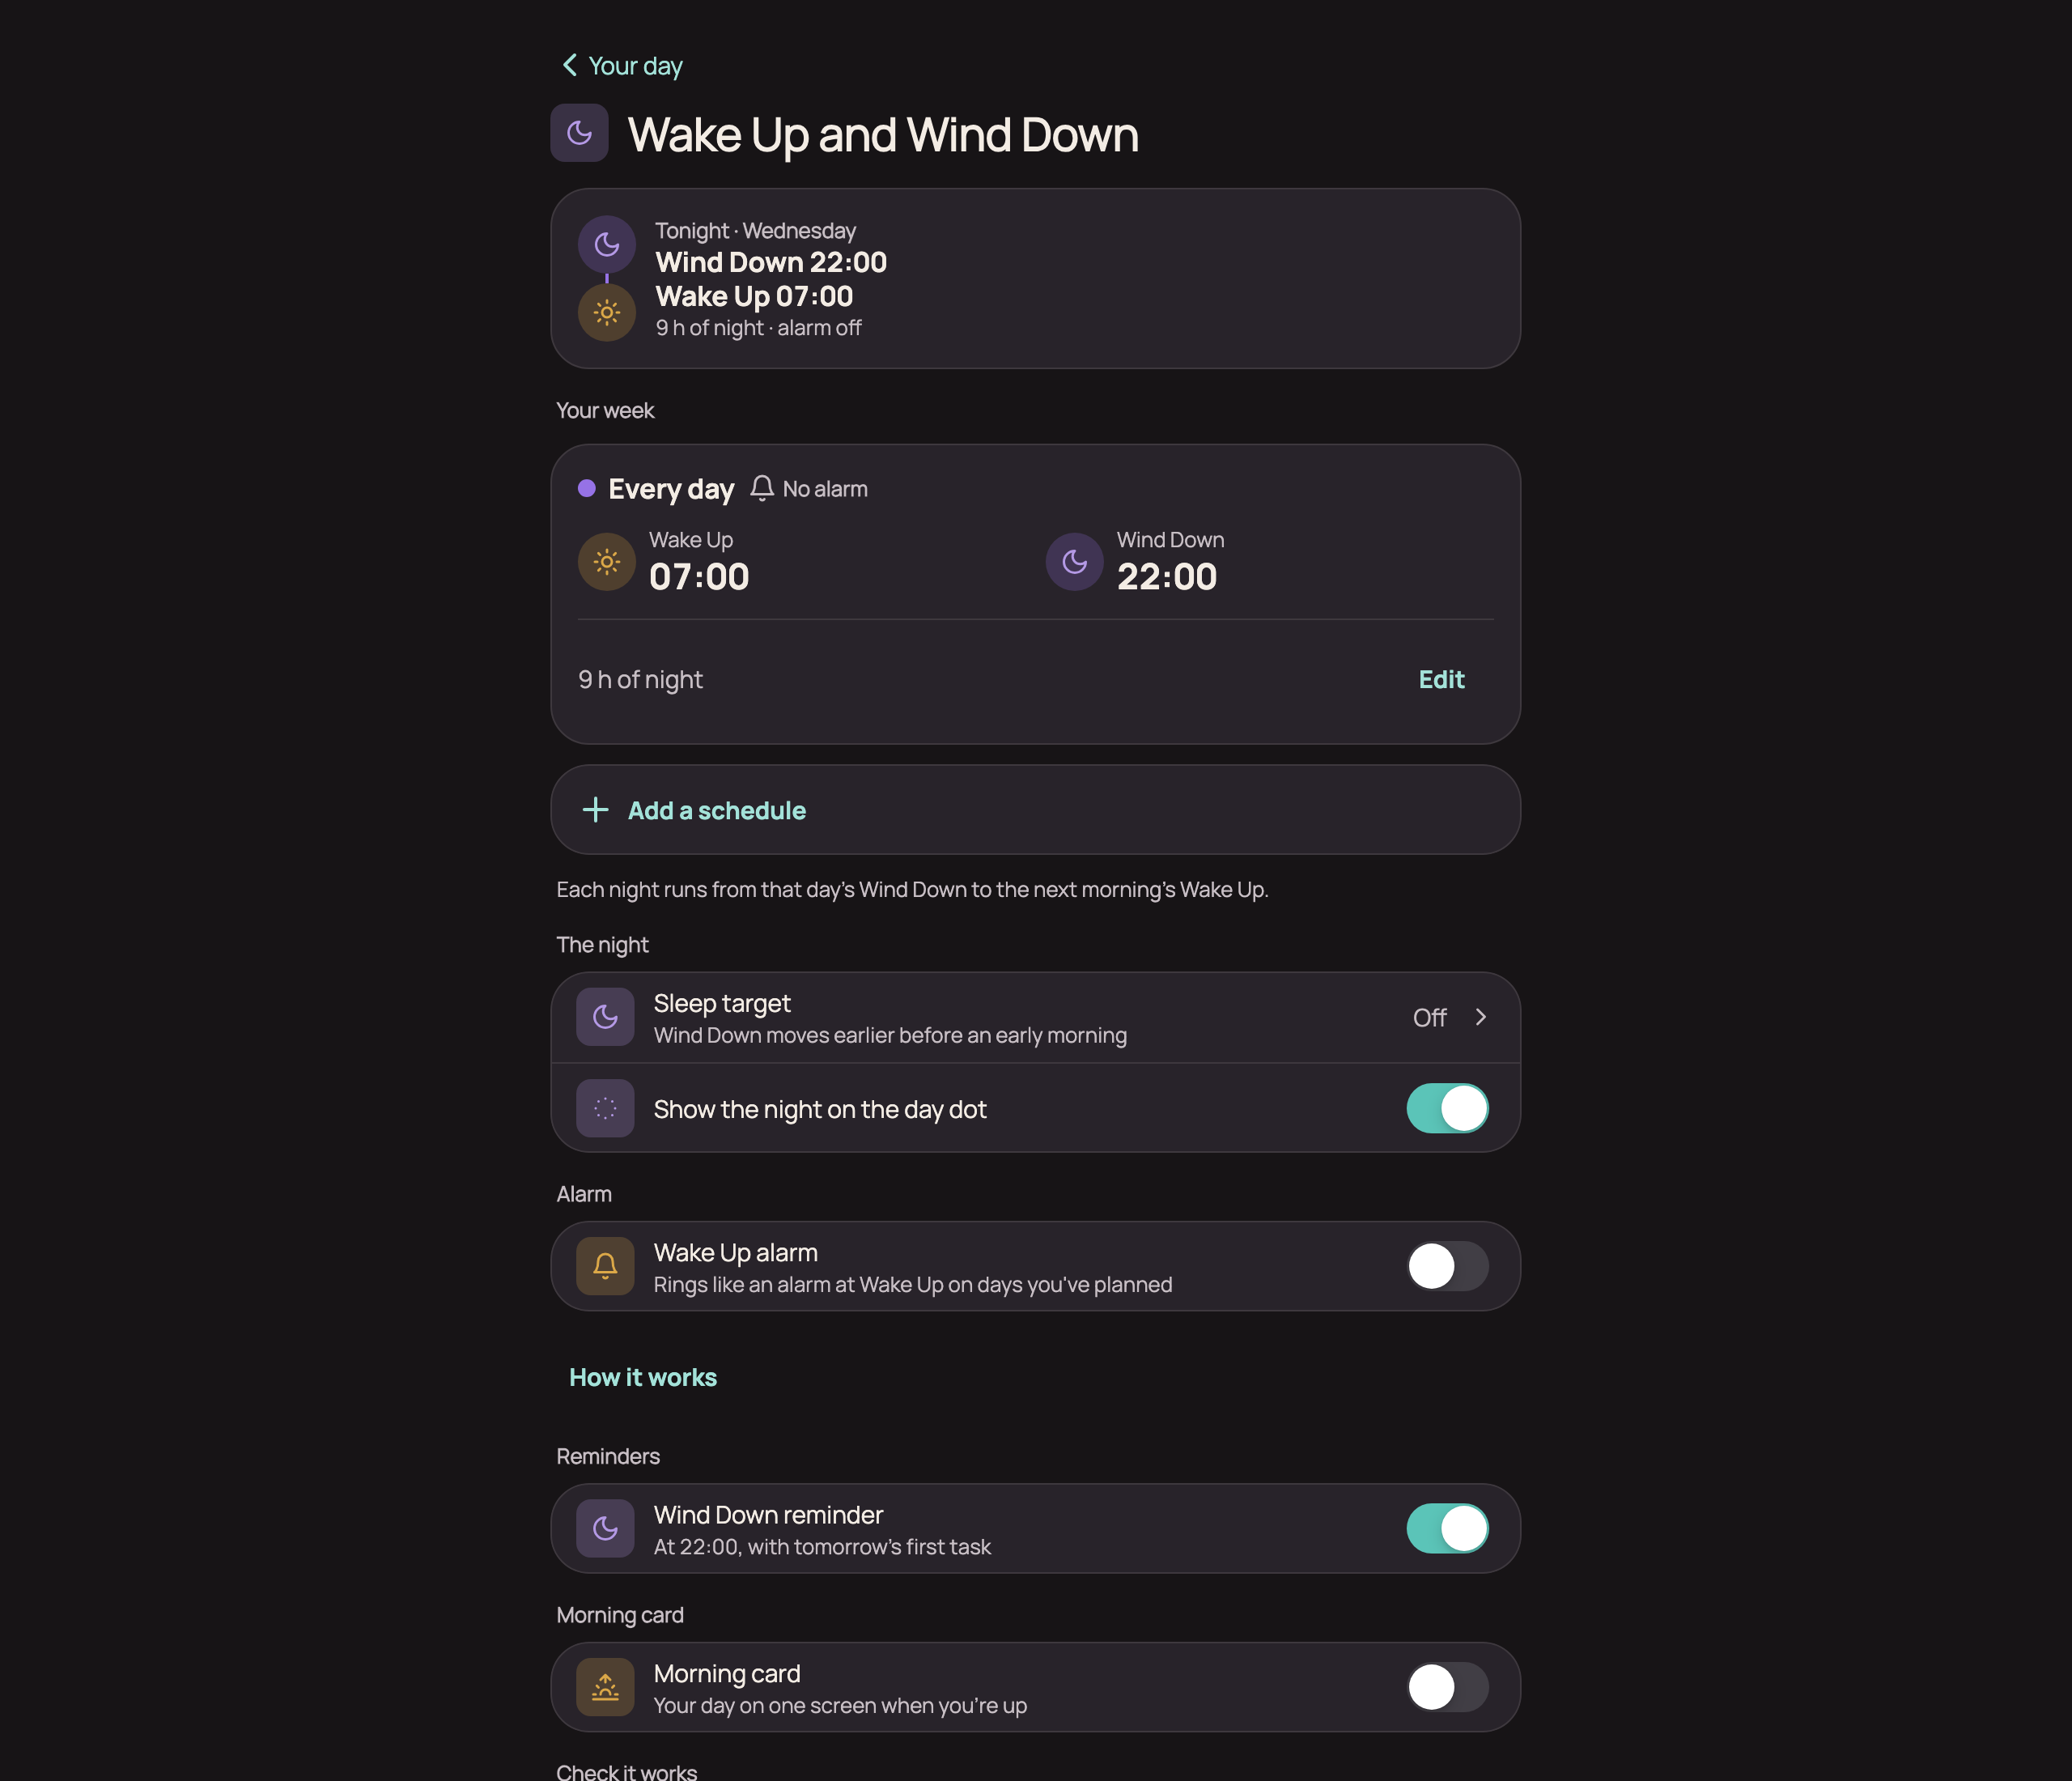 Your day
Wake Up and Wind Down
Tonight · Wednesday
Wind Down 22:00
Wake Up 07:00
9 h of night · alarm off
Your week
Every day No alarm
Wake Up
07:00
Wind Down
22:00
9 h of night
Edit
Add a schedule
Each night runs from that day’s Wind Down to the next morning’s Wake Up.
The night
Sleep target
Wind Down moves earlier before an early morning
Off
Show the night on the day dot
Alarm
Wake Up alarm
Rings like an alarm at Wake Up on days you've planned
How it works
Reminders
Wind Down reminder
At 22:00, with tomorrow’s first task
Morning card
Morning card
Your day on one screen when you’re up
Check it works